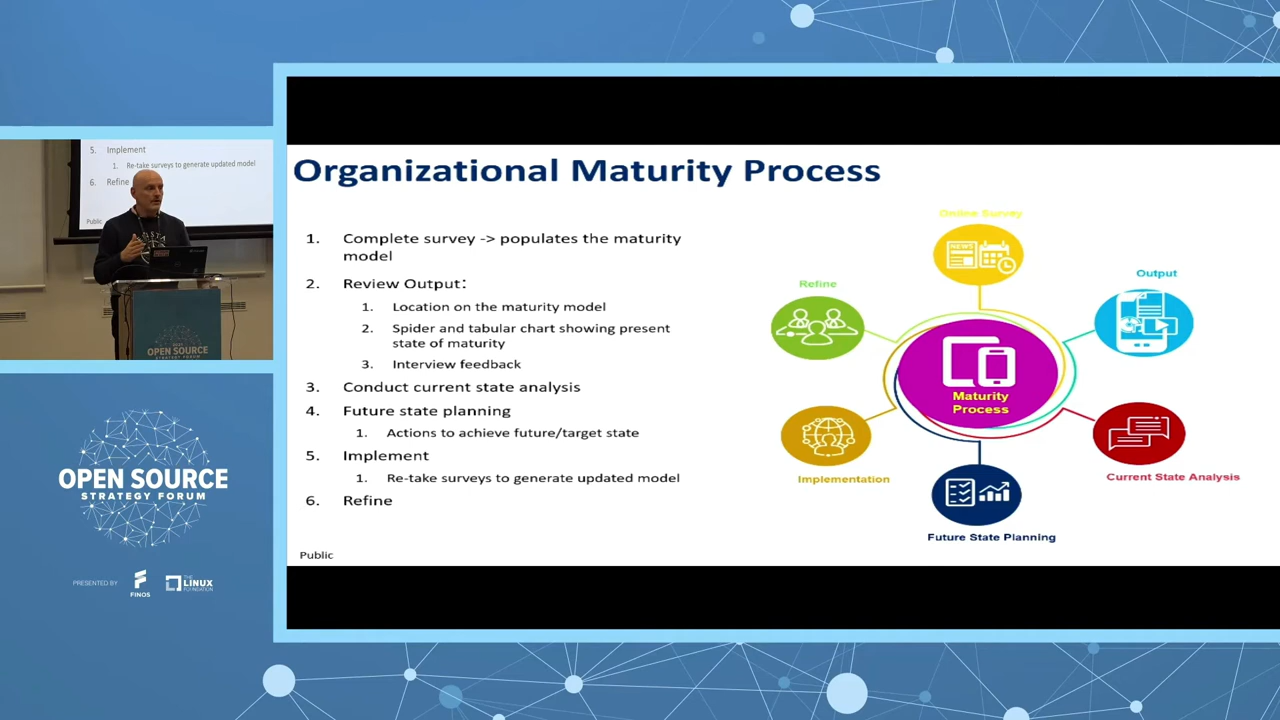 Organizational Maturity Process
1. Complete survey -> populates the maturity
model
2. Review Output:
1. Location on the maturity model
2. Spider and tabular chart showing present
state of maturity
3. Interview feedback
3. Conduct current state analysis
4. Future state planning
1. Actions to achieve future/target state
5. Implement
1. Re-take surveys to generate updated model
6. Refine
Public
Online Survey
NEWS
Output
Refine
Maturity
Process
Implementation
Current State Analysis
Future State Planning
5. Implement
1. Re-take surveys to generate updated model
6. Refine
Public
OPEN SOURCE
STRATEGY FORUM
OPEN SOURCE
STRATEGY FORUM
PRESENTED BY
FINOS
THE
LINUX
FOUNDATION